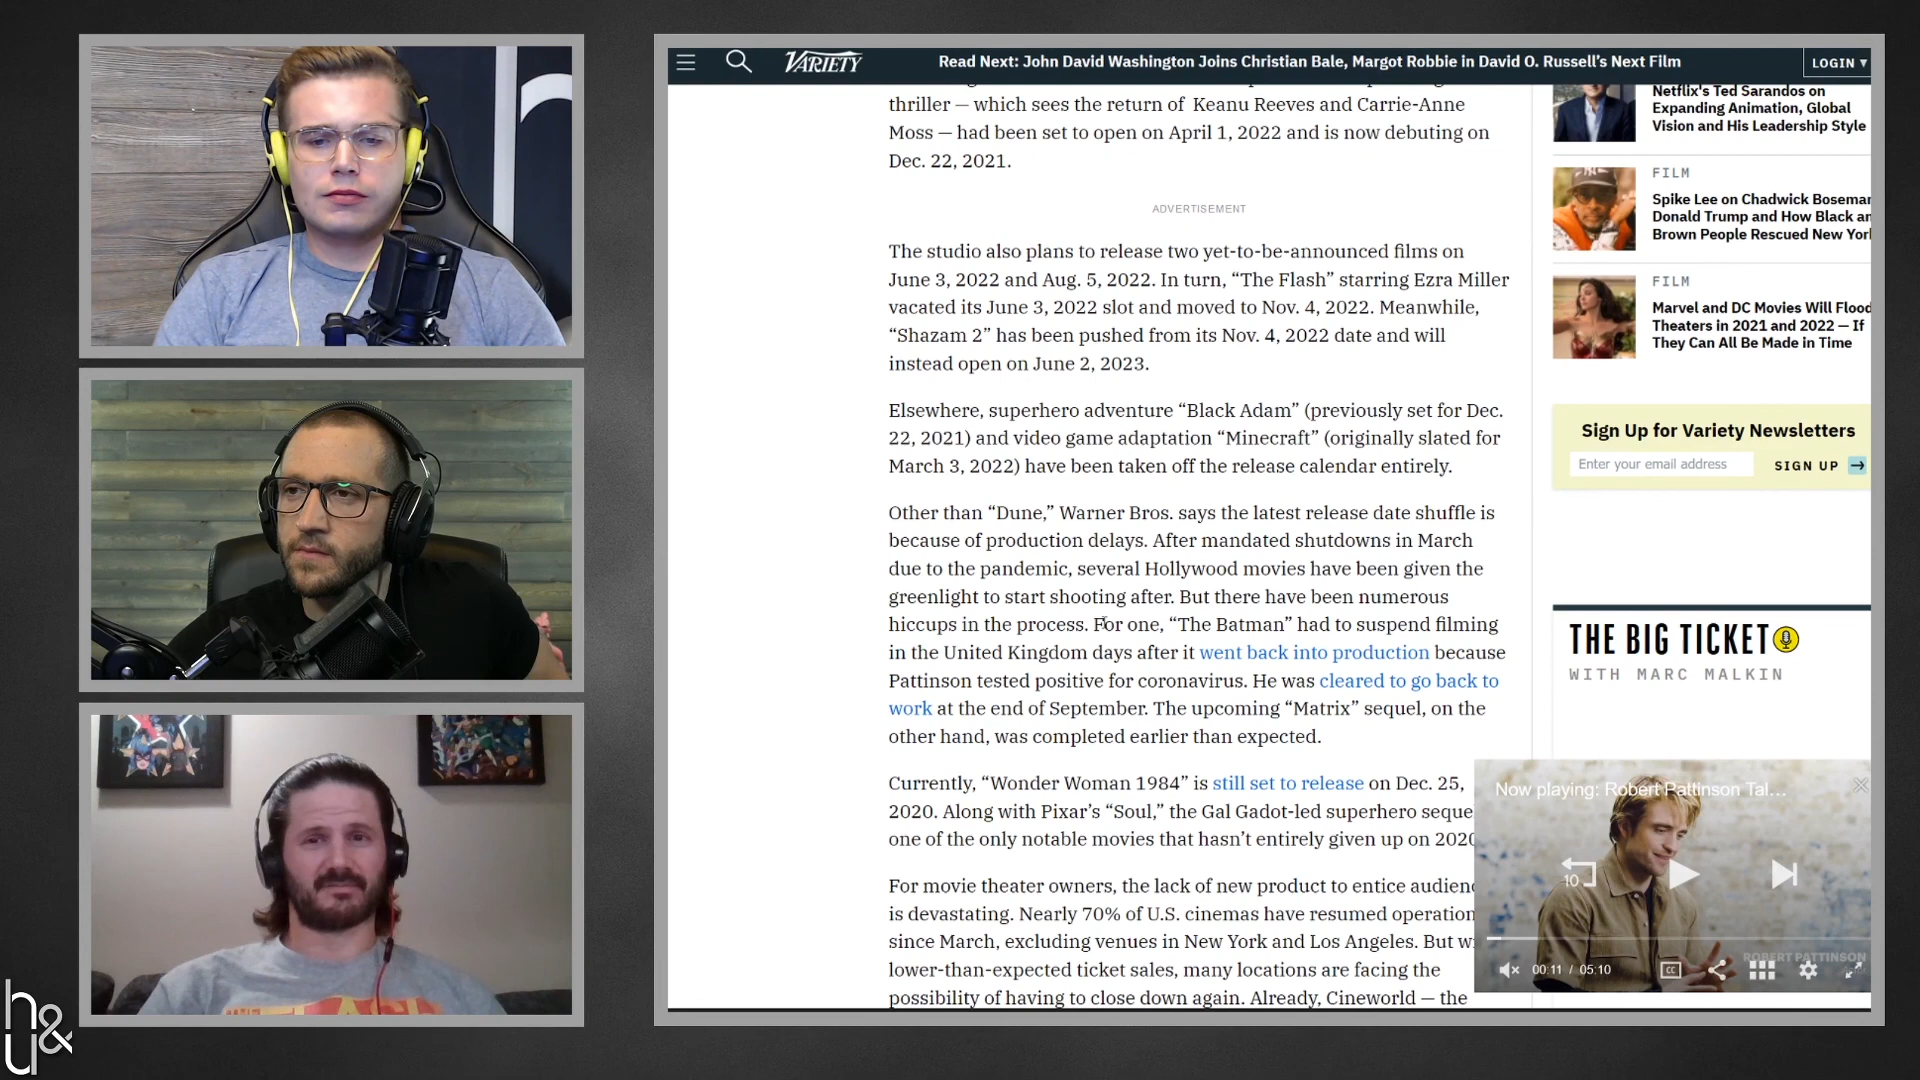 VARIETY
Read Next: John David Washington Joins Christian Bale, Margot Robbie in David O. Russell's Next Film
LOGIN ▾
thriller — which sees the return of Keanu Reeves and Carrie-Anne
Moss — had been set to open on April 1, 2022 and is now debuting on
Dec. 22, 2021.
ADVERTISEMENT
The studio also plans to release two yet-to-be-announced films on
June 3, 2022 and Aug. 5, 2022. In turn, “The Flash” starring Ezra Miller
vacated its June 3, 2022 slot and moved to Nov. 4, 2022. Meanwhile,
“Shazam 2” has been pushed from its Nov. 4, 2022 date and will
instead open on June 2, 2023.
Elsewhere, superhero adventure “Black Adam” (previously set for Dec.
22, 2021) and video game adaptation “Minecraft” (originally slated for
March 3, 2022) have been taken off the release calendar entirely.
Other than “Dune,” Warner Bros. says the latest release date shuffle is
because of production delays. After mandated shutdowns in March
due to the pandemic, several Hollywood movies have been given the
greenlight to start shooting after. But there have been numerous
hiccups in the process. For one, “The Batman” had to suspend filming
in the United Kingdom days after it went back into production because
Pattinson tested positive for coronavirus. He was cleared to go back to
work at the end of September. The upcoming “Matrix” sequel, on the
other hand, was completed earlier than expected.
Currently, “Wonder Woman 1984” is still set to release on Dec. 25,
2020. Along with Pixar’s “Soul,” the Gal Gadot-led superhero seque
one of the only notable movies that hasn’t entirely given up on 2020
For movie theater owners, the lack of new product to entice audienc
is devastating. Nearly 70% of U.S. cinemas have resumed operation
since March, excluding venues in New York and Los Angeles. But wi
lower-than-expected ticket sales, many locations are facing the
possibility of having to close down again. Already, Cineworld — the
Netflix's Ted Sarandos on
Expanding Animation, Global
Vision and His Leadership Style
FILM
Spike Lee on Chadwick Boseman
Donald Trump and How Black an
Brown People Rescued New York
FILM
Marvel and DC Movies Will Flood
Theaters in 2021 and 2022 — If
They Can All Be Made in Time
Sign Up for Variety Newsletters
Enter your email address
SIGN UP →
THE BIG TICKET
WITH MARC MALKIN
Now playing: Robert Pattinson Tal...
10
ROBERT PATTINSON
00:11 / 05:10
CC
h&u